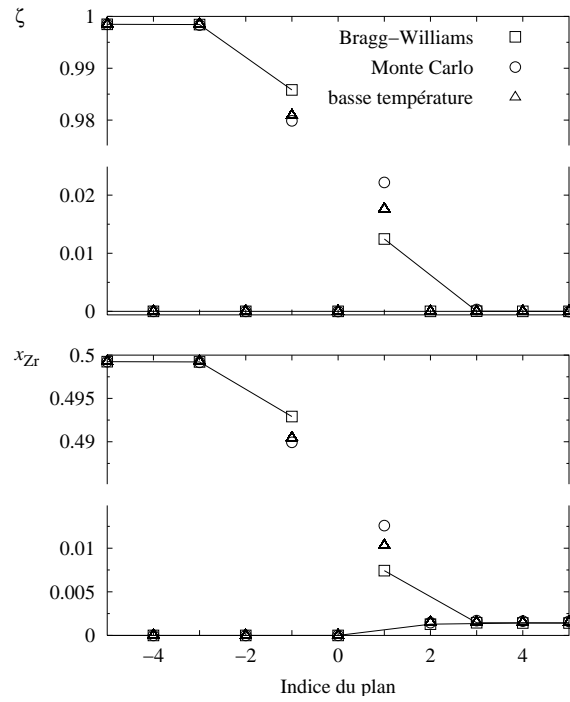 ζ
1
Bragg−Williams
Monte Carlo
0.99
basse température
0.98
0.02
0.01
0
x_Zr
0.5
0.495
0.49
0.01
0.005
0
−4 −2 0 2 4
Indice du plan